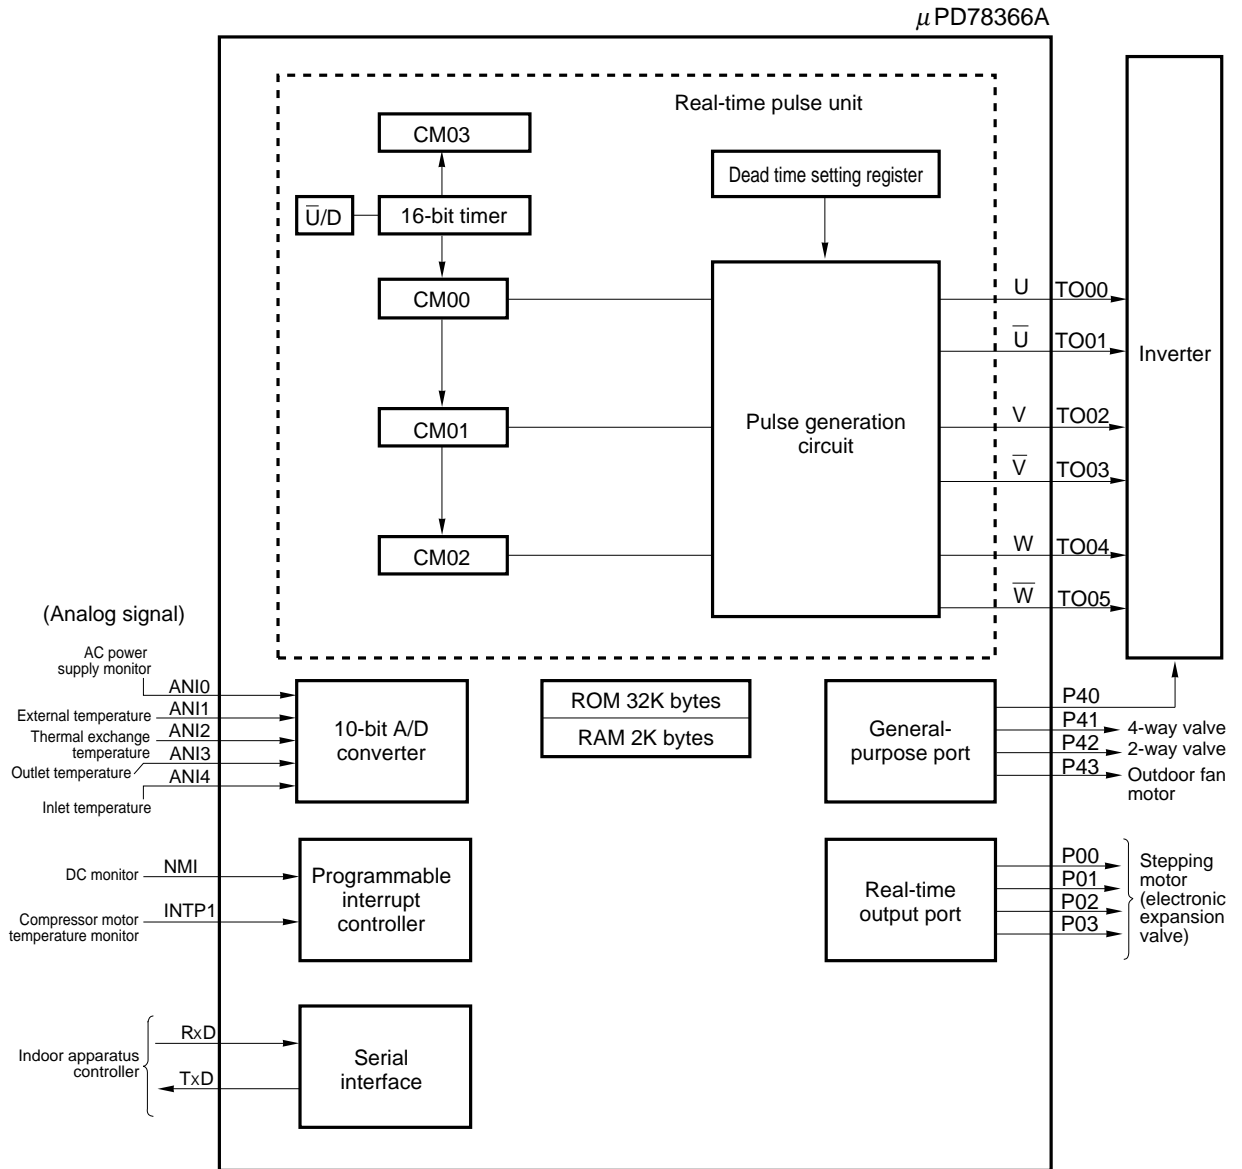 μPD78366A
Real-time pulse unit
CM03
Dead time setting register
U̅/D
16-bit timer
CM00
CM01
CM02
Pulse generation
circuit
U TO00
U̅ TO01
V TO02
V̅ TO03
W TO04
W̅ TO05
Inverter
(Analog signal)
AC power
supply monitor
ANI0
External temperature
ANI1
Thermal exchange
temperature
ANI2
Outlet temperature
ANI3
Inlet temperature
ANI4
10-bit A/D
converter
ROM 32K bytes
RAM 2K bytes
General-
purpose port
P40
P41
4-way valve
P42
2-way valve
P43
Outdoor fan
motor
DC monitor
NMI
Compressor motor
temperature monitor
INTP1
Programmable
interrupt
controller
Real-time
output port
P00
P01
P02
P03
Stepping
motor
(electronic
expansion
valve)
Indoor apparatus
controller
RxD
TxD
Serial
interface